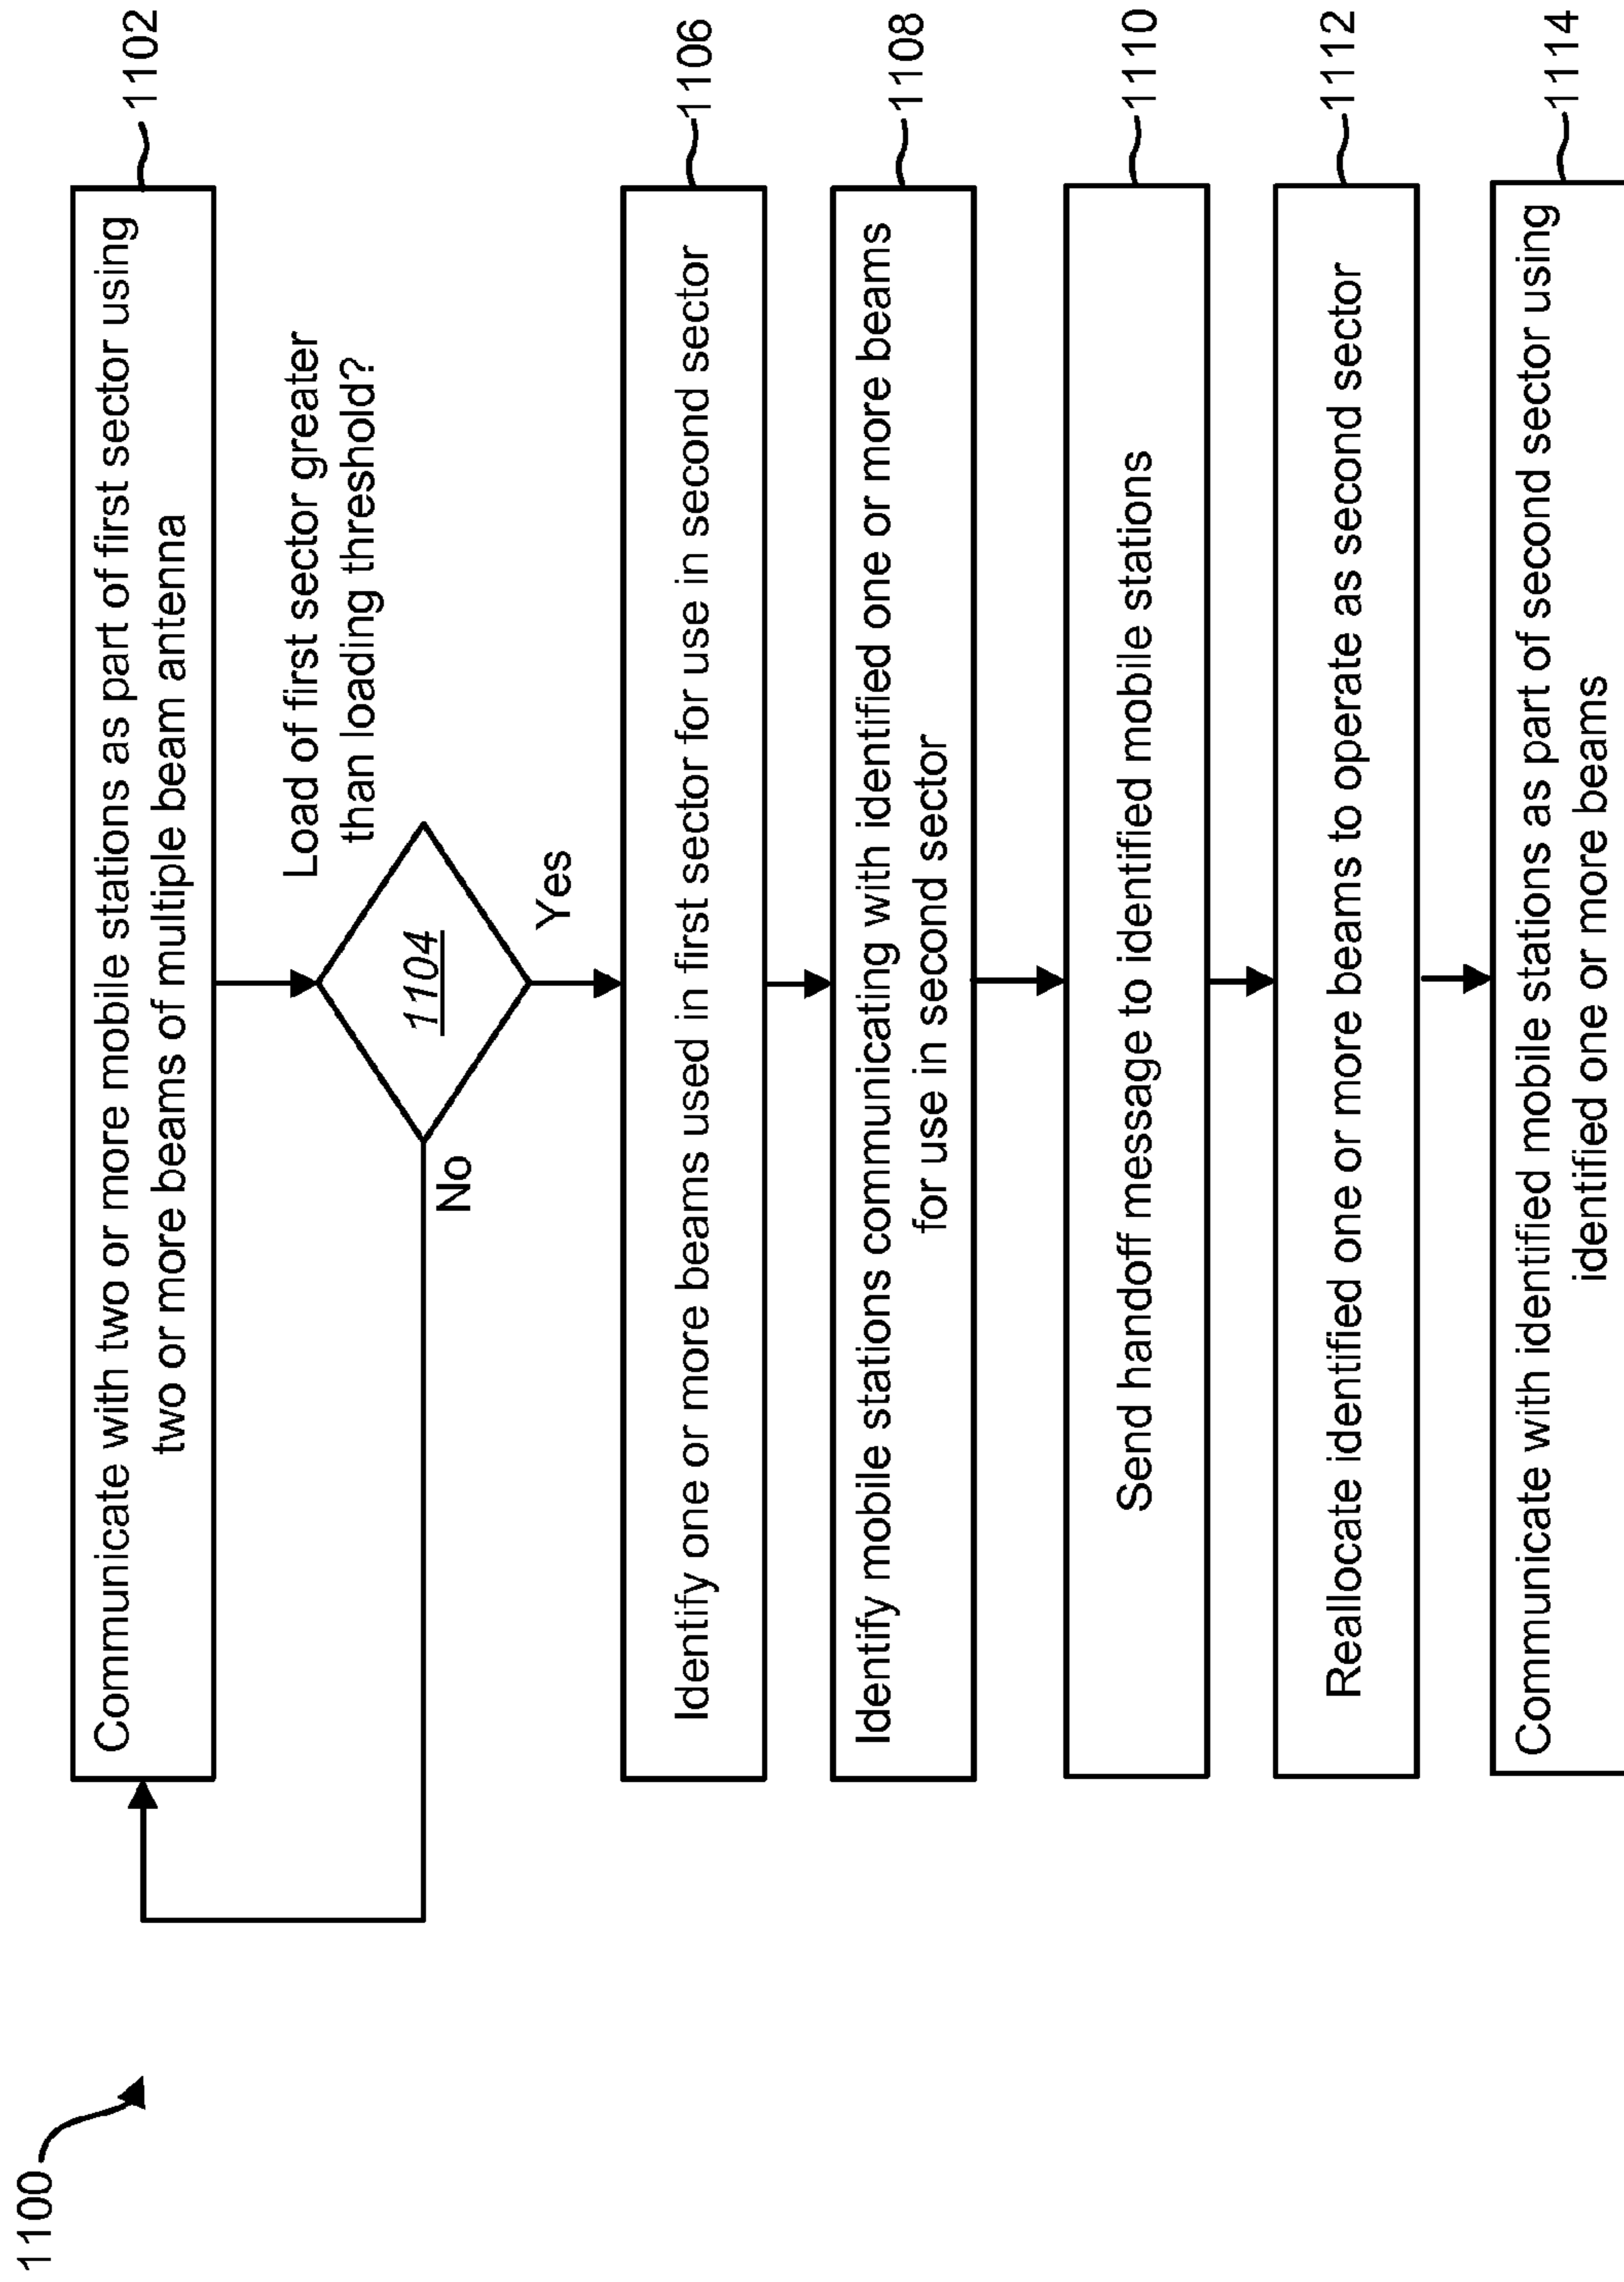 1100
Communicate with two or more mobile stations as part of first sector using
two or more beams of multiple beam antenna
1102
Load of first sector greater
than loading threshold?
1104
No
Yes
Identify one or more beams used in first sector for use in second sector
1106
Identify mobile stations communicating with identified one or more beams
for use in second sector
1108
Send handoff message to identified mobile stations
1110
Reallocate identified one or more beams to operate as second sector
1112
Communicate with identified mobile stations as part of second sector using
identified one or more beams
1114